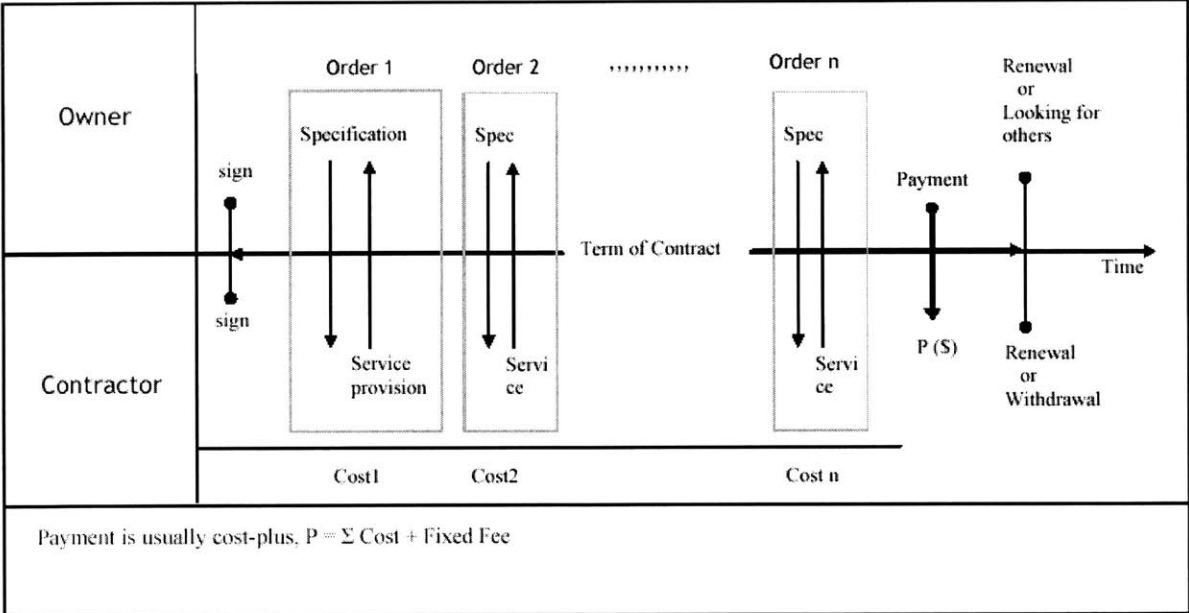 Owner
Contractor
Order 1
Order 2
,,,,,,,,,,,
Order n
Renewal
or
Looking for
others
Specification
Spec
Spec
sign
Payment
Term of Contract
Time
sign
Service
provision
Servi
ce
Servi
ce
P ($)
Renewal
or
Withdrawal
Cost1
Cost2
Cost n
Payment is usually cost-plus, P = Σ Cost + Fixed Fee